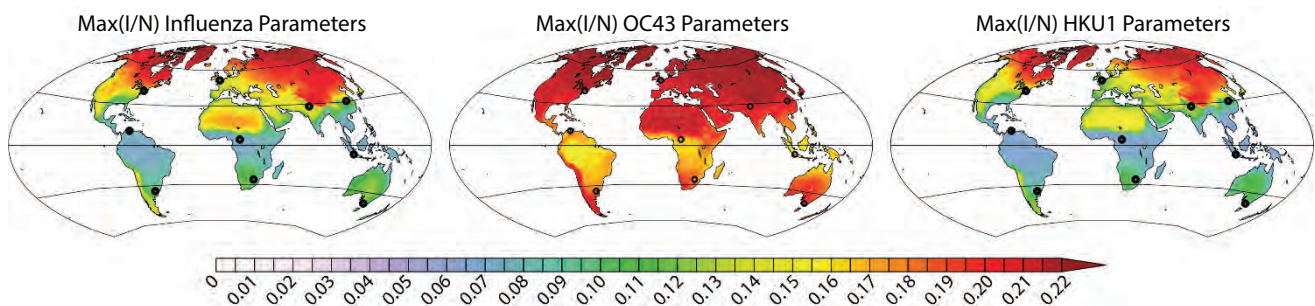 Max(I/N) Influenza Parameters
Max(I/N) OC43 Parameters
Max(I/N) HKU1 Parameters
0 0.01 0.02 0.03 0.04 0.05 0.06 0.07 0.08 0.09 0.10 0.11 0.12 0.13 0.14 0.15 0.16 0.17 0.18 0.19 0.20 0.21 0.22